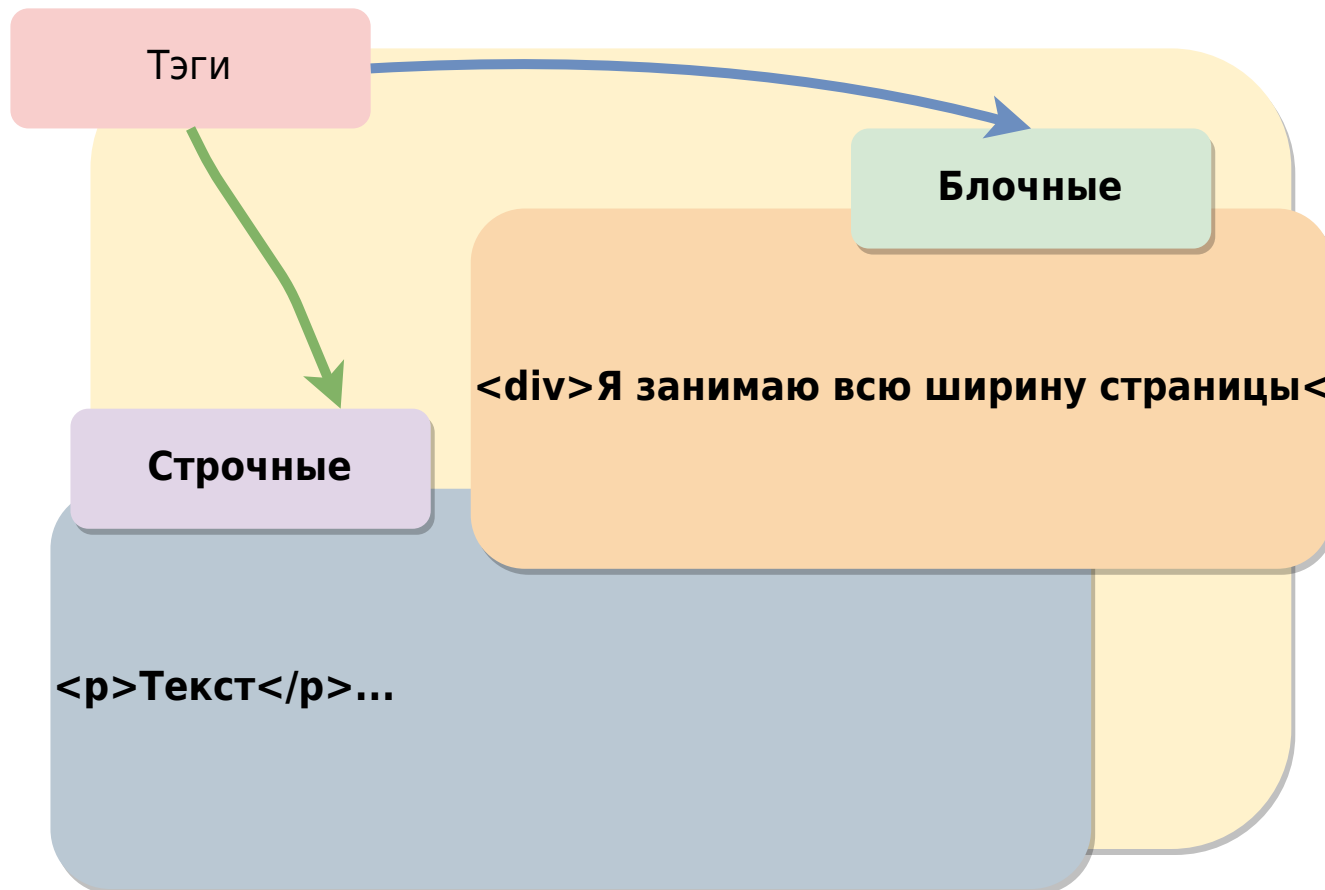 Тэги
Блочные
<div>Я занимаю всю ширину страницы<
Строчные
<p>Текст</p>...